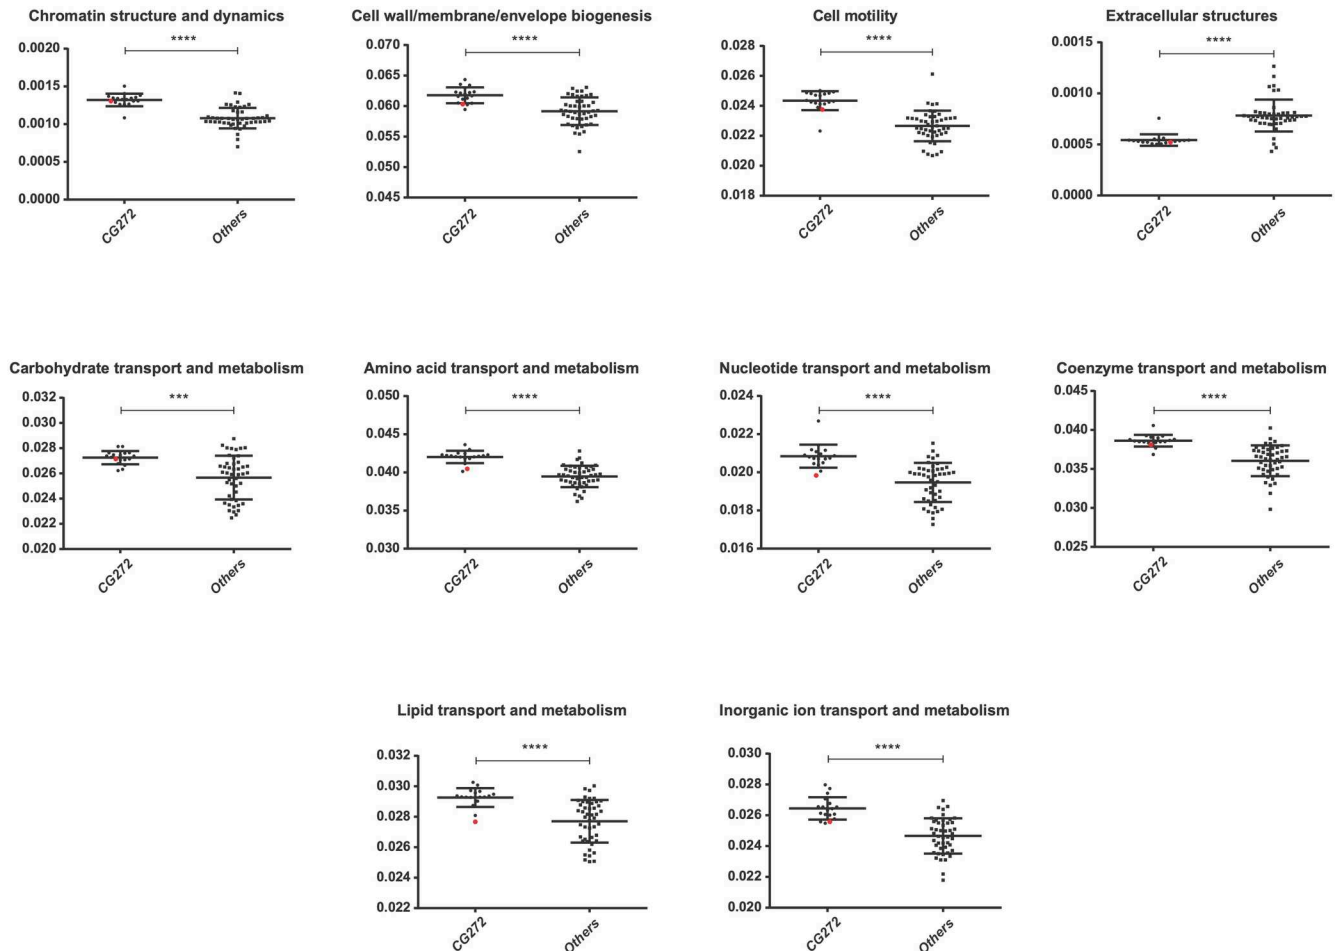 Chromatin structure and dynamics
****
0.0020
0.0015
0.0010
0.0005
0.0000
CG272
Others
Cell wall/membrane/envelope biogenesis
****
0.070
0.065
0.060
0.055
0.050
0.045
CG272
Others
Cell motility
****
0.028
0.026
0.024
0.022
0.020
0.018
CG272
Others
Extracellular structures
****
0.0015
0.0010
0.0005
0.0000
CG272
Others
Carbohydrate transport and metabolism
***
0.032
0.030
0.028
0.026
0.024
0.022
0.020
CG272
Others
Amino acid transport and metabolism
****
0.050
0.045
0.040
0.035
0.030
CG272
Others
Nucleotide transport and metabolism
****
0.024
0.022
0.020
0.018
0.016
CG272
Others
Coenzyme transport and metabolism
****
0.045
0.040
0.035
0.030
0.025
CG272
Others
Lipid transport and metabolism
****
0.032
0.030
0.028
0.026
0.024
0.022
CG272
Others
Inorganic ion transport and metabolism
****
0.030
0.028
0.026
0.024
0.022
0.020
CG272
Others